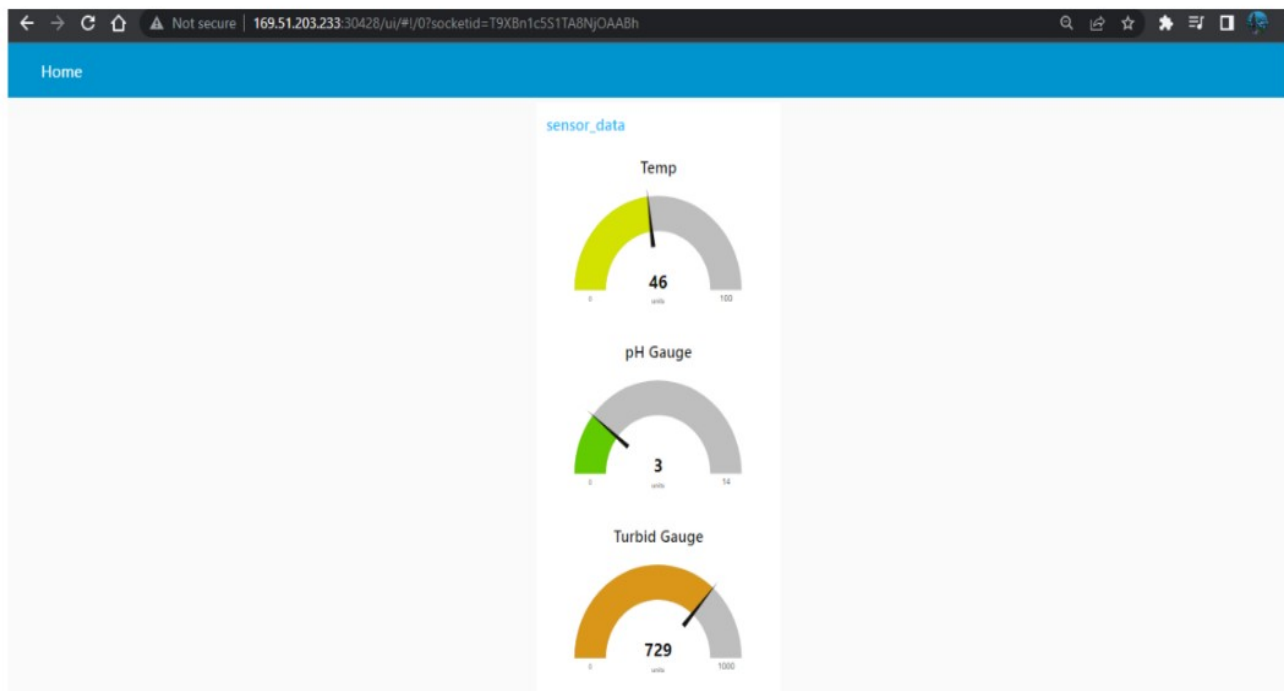 Not secure | 169.51.203.233:30428/ui/#!/0?socketid=T9XBn1c5S1TA8NjOAABh
Home
sensor_data
Temp
46
0 units 100
pH Gauge
3
0 units 14
Turbid Gauge
729
0 units 1000